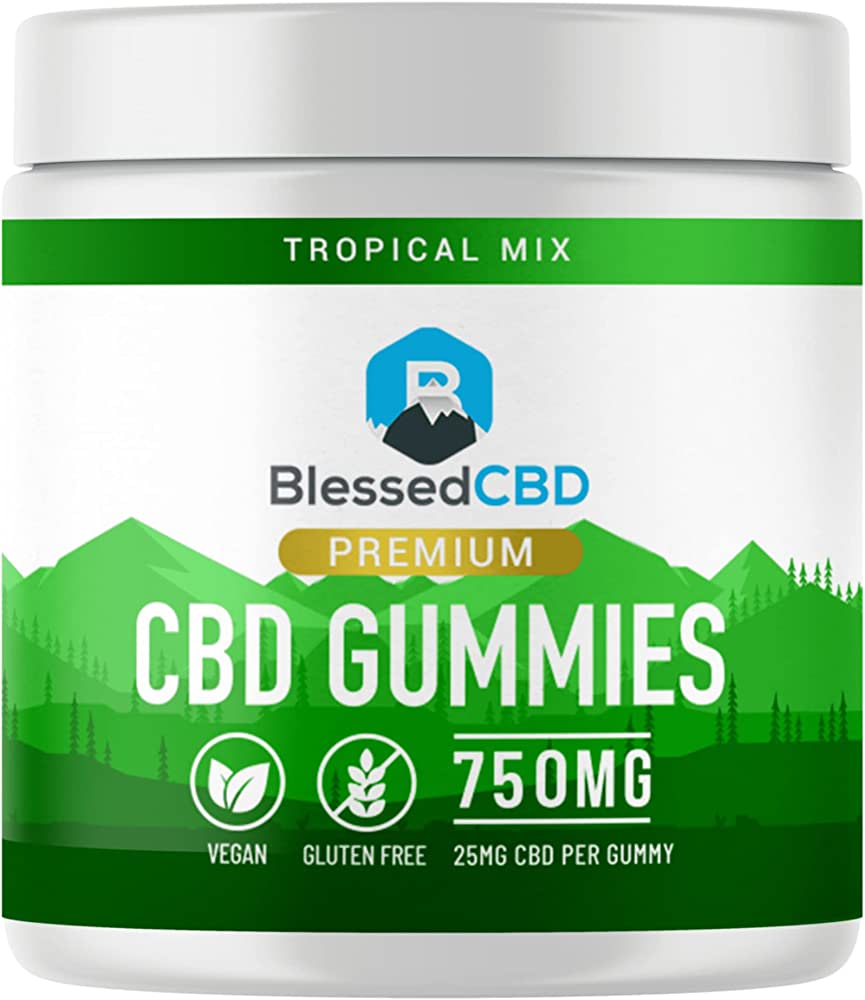 TROPICAL MIX
B
BlessedCBD
PREMIUM
CBD GUMMIES
750MG
VEGAN
GLUTEN FREE
25MG CBD PER GUMMY